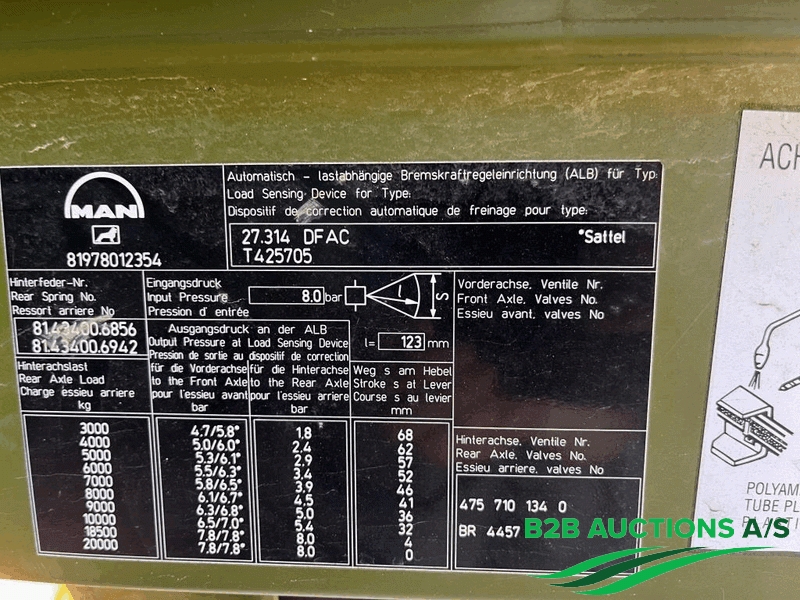 Automatisch - lastabhängige Bremskraftregeleinrichtung (ALB) für Typ:
Load Sensing Device for Type:
Dispositif de correction automatique de freinage pour type:
MAN
81978012354
27.314 DFAC *Sattel
T425705
Hinterfeder-Nr.
Rear Spring No.
Ressort arriere No
81.43400.6856
81.43400.6942
Eingangsdruck
Input Pressure 8.0 bar
Pression d' entrée
S
Ausgangsdruck an der ALB
Output Pressure at Load Sensing Device
Pression de sortie au dispositif de correction
l= 123 mm
Vorderachse. Ventile Nr.
Front Axle. Valves No.
Essieu avant. valves No
Hinterachslast
Rear Axle Load
Charge essieu arriere
kg
für die Vorderachse
to the Front Axle
pour l'essieu avant
bar
für die Hinterachse
to the Rear Axle
pour l'essieu arriere
bar
Weg s am Hebel
Stroke s at Lever
Course s au levier
mm
3000 4.7/5.8* 1.8 68
4000 5.0/6.0* 2.4 62
5000 5.3/6.1* 2.9 57
6000 5.5/6.3* 3.4 52
7000 5.8/6.5* 3.9 46
8000 6.1/6.7* 4.5 41
9000 6.3/6.8* 5.0 36
10000 6.5/7.0* 5.4 32
18500 7.8/7.8* 8.0 4
20000 7.8/7.8* 8.0 0
Hinterachse. Ventile Nr.
Rear Axle. Valves No.
Essieu arriere. valves No
475 710 134 0
BR 4457
ACH
POLYAM
TUBE PL
PLASTI
B2B AUCTIONS A/S